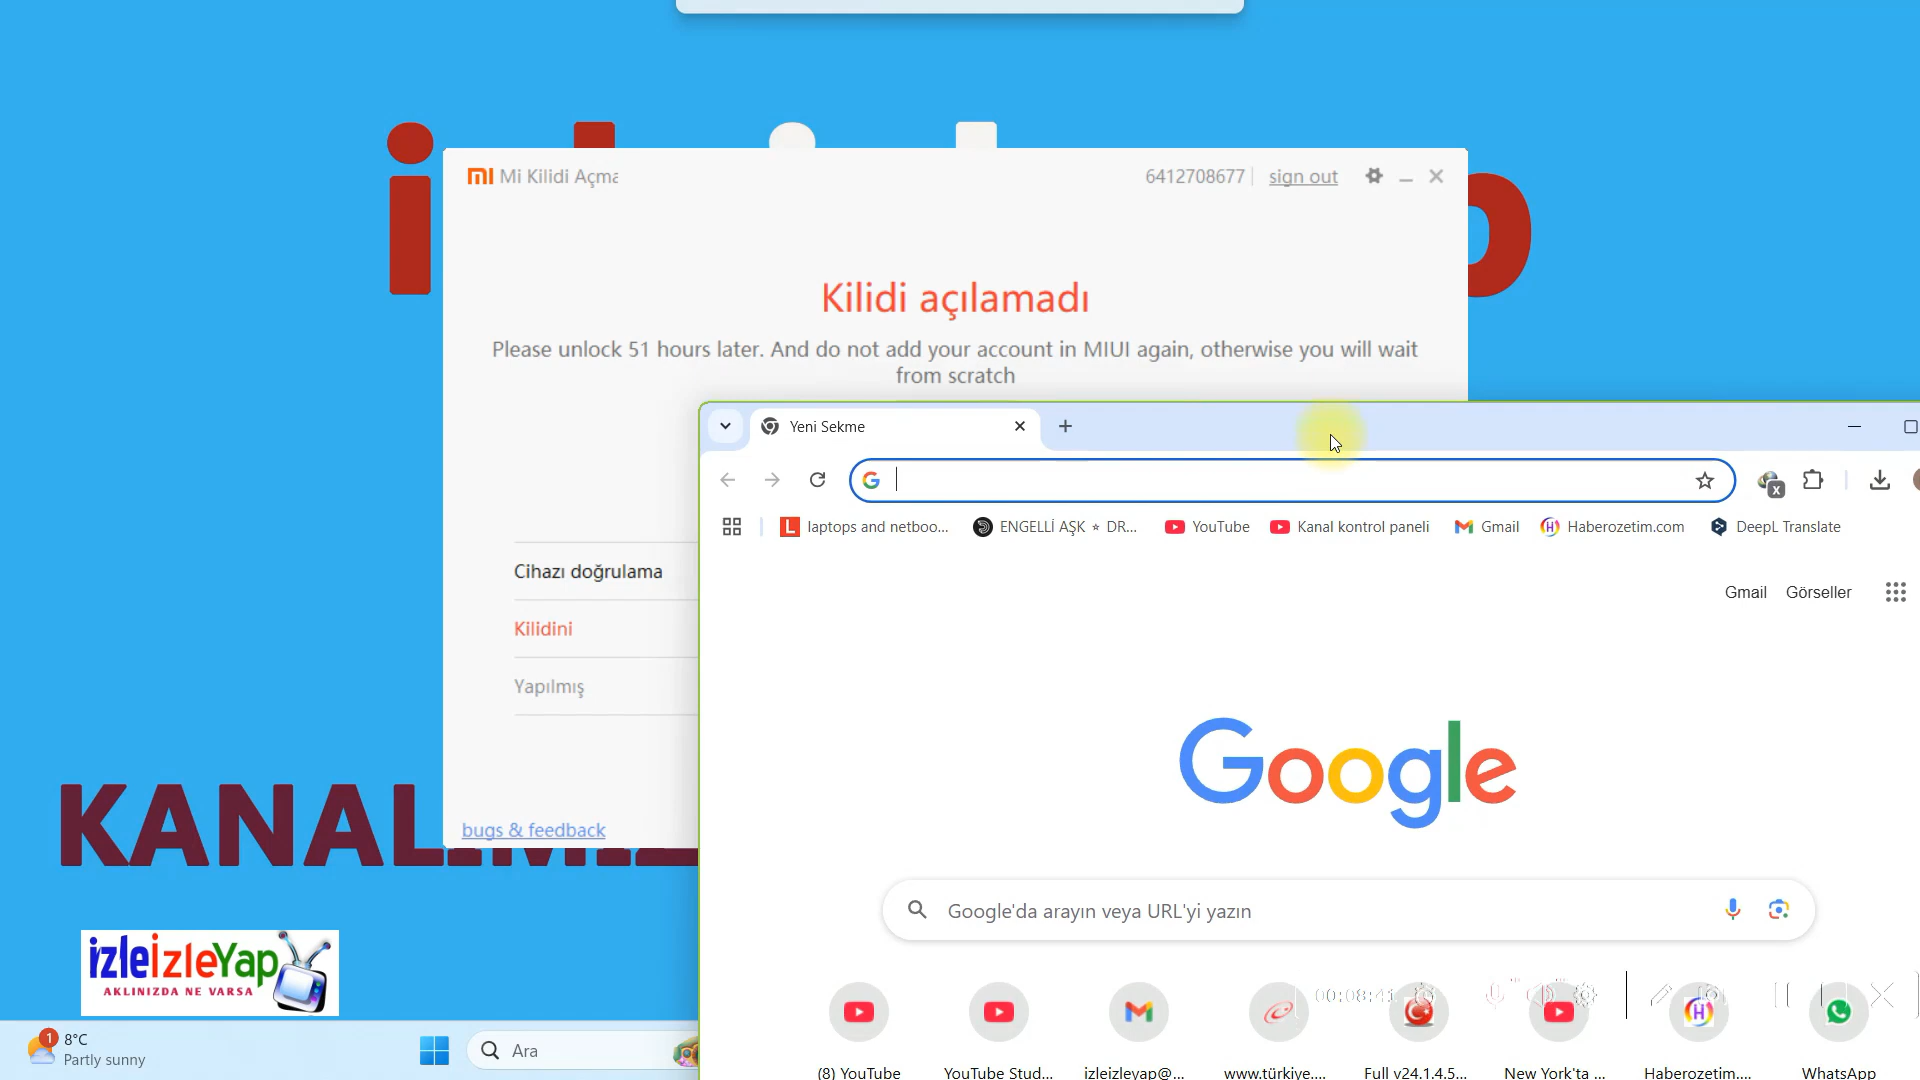 Mi Kilidi Açma
6412708677
sign out
Kilidi açılamadı
Please unlock 51 hours later. And do not add your account in MIUI again, otherwise you will wait
from scratch
Yeni Sekme
laptops and netboo...
ENGELLİ AŞK ⭑ DR...
YouTube
Kanal kontrol paneli
Gmail
Haberozetim.com
DeepL Translate
Cihazı doğrulama
Kilidini
Yapılmış
bugs & feedback
Gmail
Görseller
Google
Google'da arayın veya URL'yi yazın
izleizleYap
AKLINIZDA NE VARSA
00:08:41
(8) YouTube
YouTube Stud...
izleizleyap@...
www.türkiye....
Full v24.1.4.5...
New York'ta ...
Haberozetim....
WhatsApp
1
8°C
Partly sunny
Ara